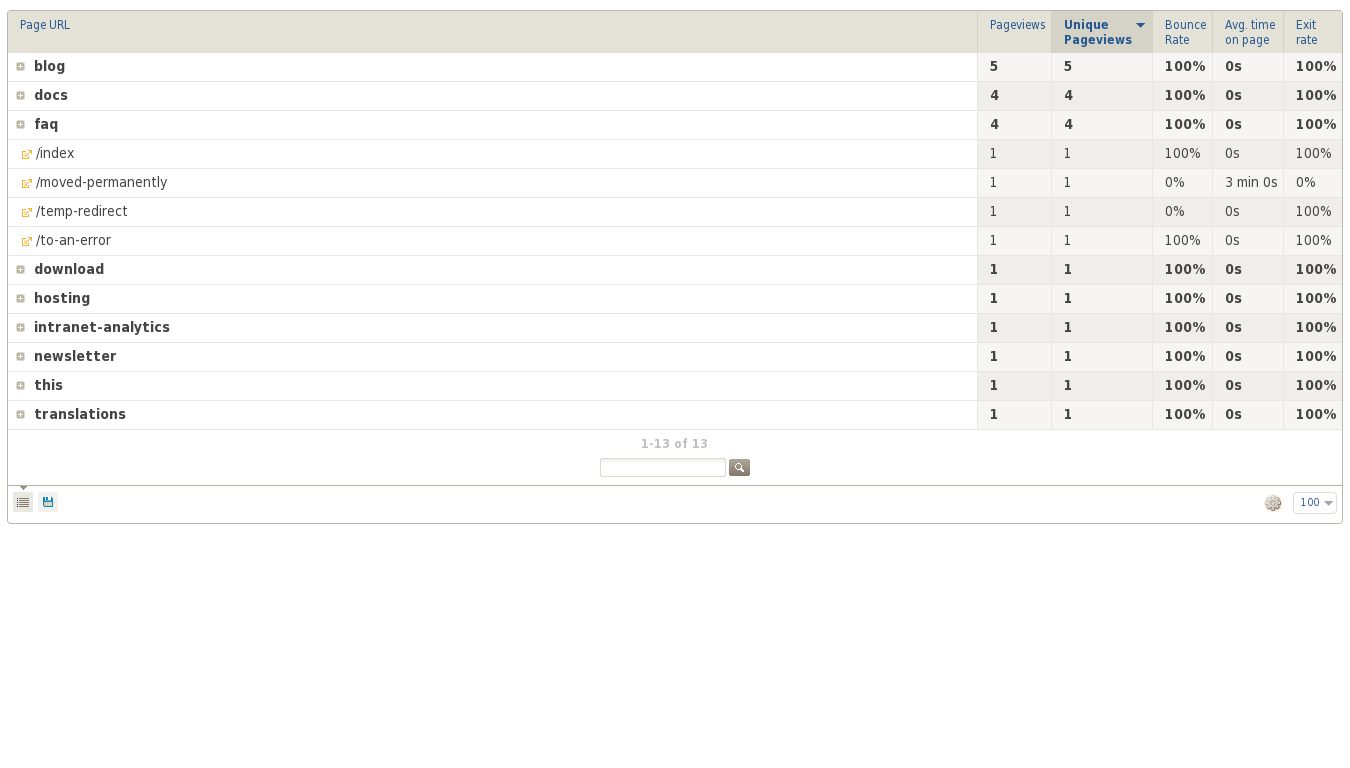 Page URL Pageviews Unique Pageviews Bounce Rate Avg. time on page Exit rate
blog 5 5 100% 0s 100%
docs 4 4 100% 0s 100%
faq 4 4 100% 0s 100%
/index 1 1 100% 0s 100%
/moved-permanently 1 1 0% 3 min 0s 0%
/temp-redirect 1 1 0% 0s 100%
/to-an-error 1 1 100% 0s 100%
download 1 1 100% 0s 100%
hosting 1 1 100% 0s 100%
intranet-analytics 1 1 100% 0s 100%
newsletter 1 1 100% 0s 100%
this 1 1 100% 0s 100%
translations 1 1 100% 0s 100%
1-13 of 13
100